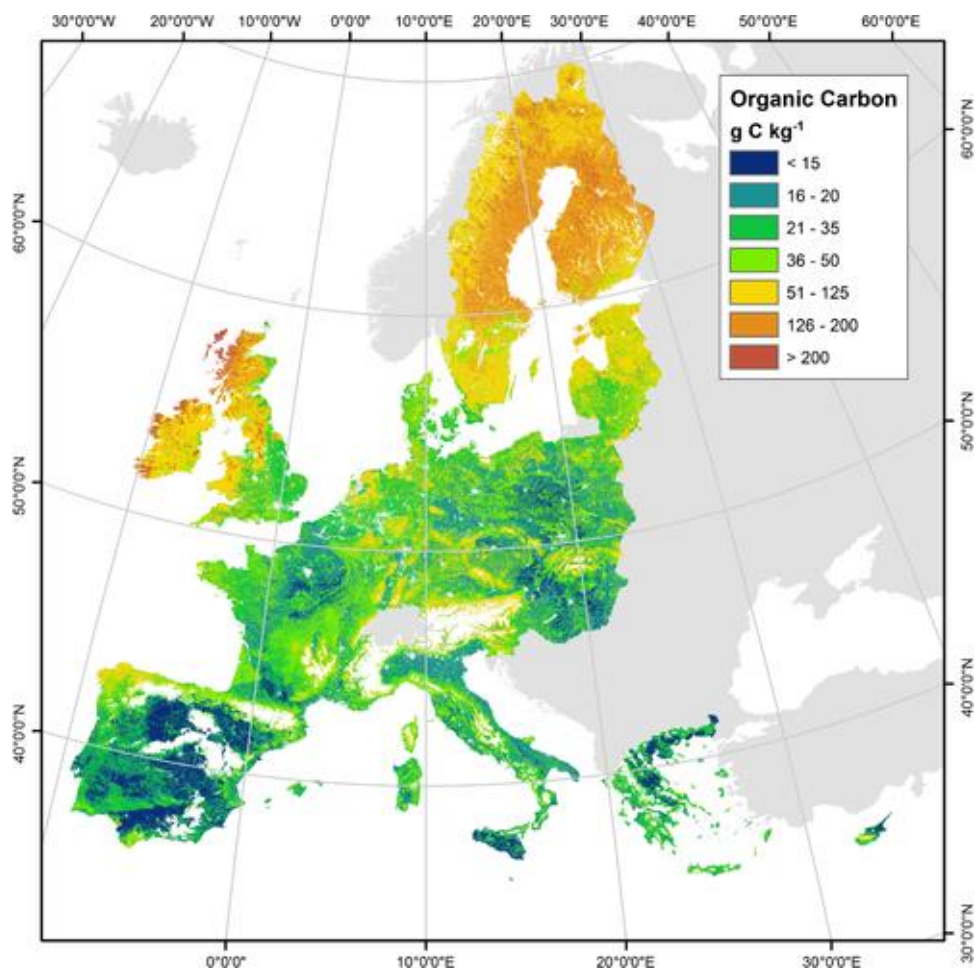 30°0'0"W 20°0'0"W 10°0'0"W 0°0'0" 10°0'0"E 20°0'0"E 30°0'0"E 40°0'0"E 60°0'0"E
Organic Carbon
g C kg⁻¹
< 15
16 - 20
21 - 35
36 - 50
51 - 125
126 - 200
> 200
60°0'0"N
50°0'0"N
40°0'0"N
60°0'0"N
50°0'0"N
40°0'0"N
30°0'0"N
0°0'0" 10°0'0"E 20°0'0"E 30°0'0"E